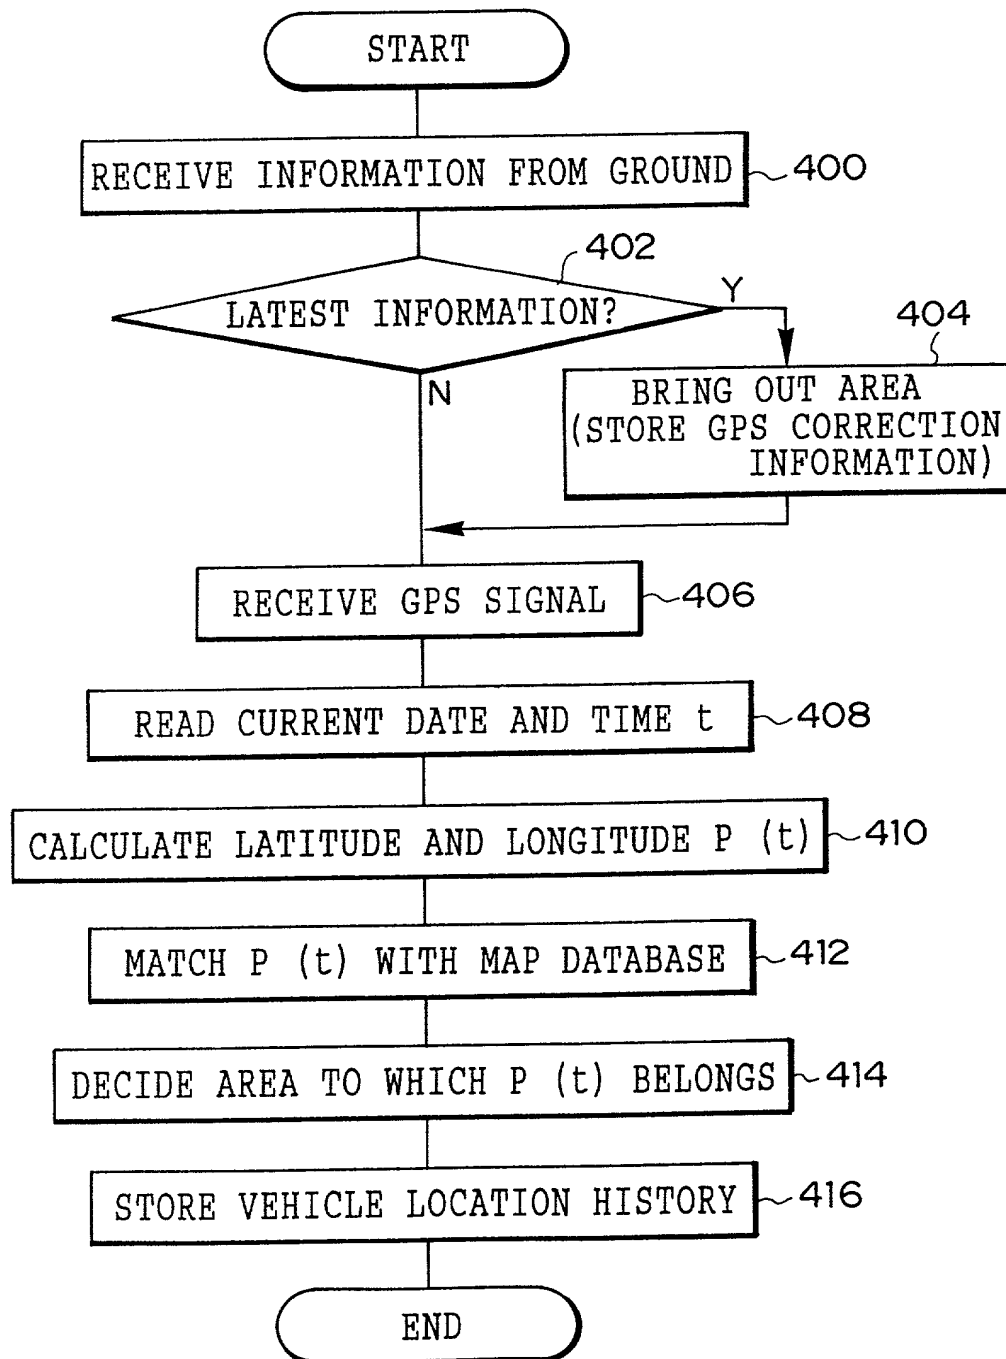 START
RECEIVE INFORMATION FROM GROUND
400
402
LATEST INFORMATION?
Y
404
N
BRING OUT AREA
(STORE GPS CORRECTION
INFORMATION)
RECEIVE GPS SIGNAL
406
READ CURRENT DATE AND TIME t
408
CALCULATE LATITUDE AND LONGITUDE P (t)
410
MATCH P (t) WITH MAP DATABASE
412
DECIDE AREA TO WHICH P (t) BELONGS
414
STORE VEHICLE LOCATION HISTORY
416
END